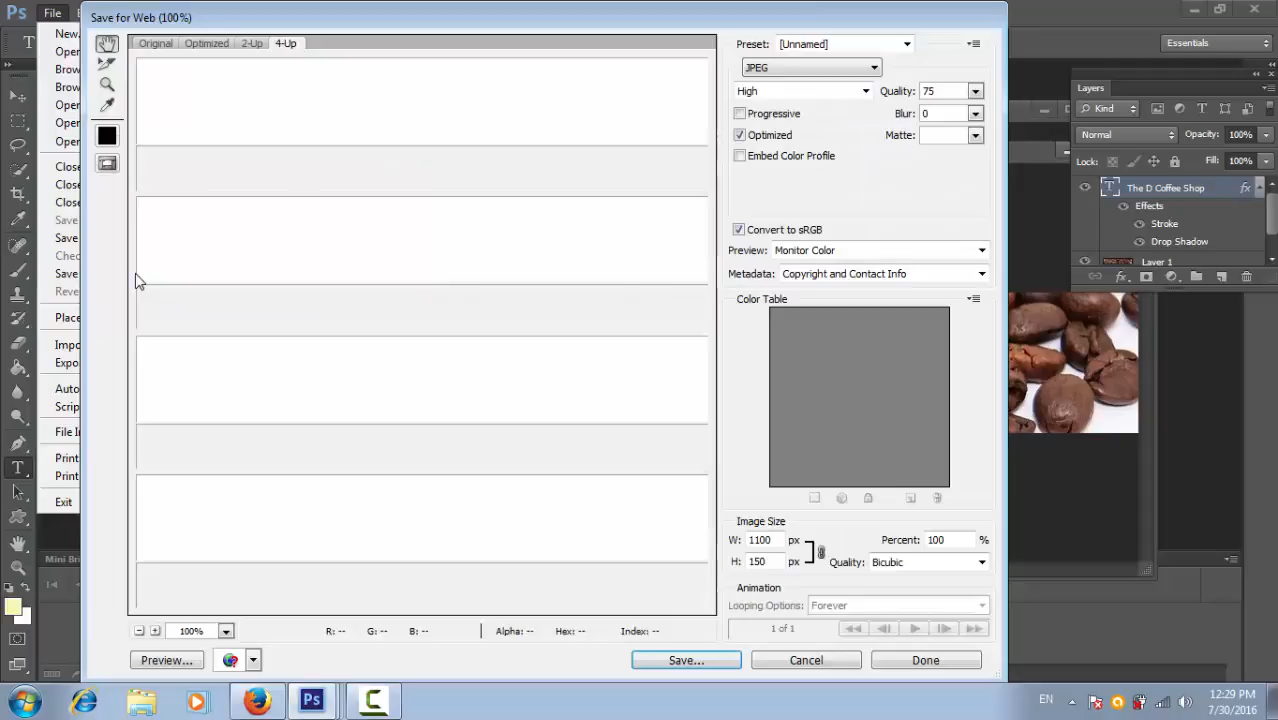 Ps
File
Save for Web (100%)
Essentials
New.
Open
Brow
Brow
Open
Open
Open
Close
Close
Close
Save
Save
Chec
Save
Reve
Place
Impo
Expo
Auto
Scrip
File In
Print
Print
Exit
Mini Bri
T
Original
Optimized
2-Up
4-Up
Preset: [Unnamed]
JPEG
High
Quality: 75
Progressive
Blur: 0
Optimized
Matte:
Embed Color Profile
Convert to sRGB
Preview: Monitor Color
Metadata: Copyright and Contact Info
Color Table
Image Size
W: 1100 px
Percent: 100 %
H: 150 px
Quality: Bicubic
Animation
Looping Options: Forever
1 of 1
100%
R: --
G: --
B: --
Alpha: --
Hex: --
Index: --
Preview...
Save...
Cancel
Done
Layers
Kind
Normal
Opacity: 100%
Lock:
Fill: 100%
T The D Coffee Shop fx
Effects
Stroke
Drop Shadow
Layer 1
fx
Ps
EN
12:29 PM
7/30/2016